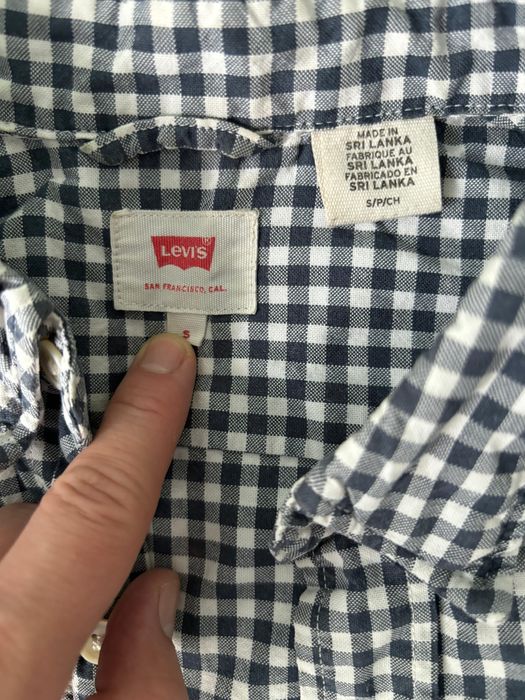 MADE IN
SRI LANKA
FABRIQUE AU
SRI LANKA
FABRICADO EN
SRI LANKA
S/P/CH
LEVI'S
SAN FRANCISCO, CAL.
S